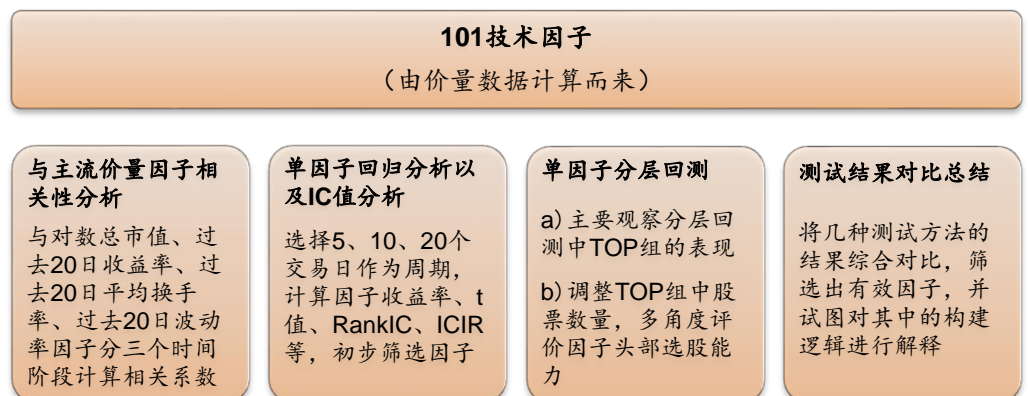 101技术因子
（由价量数据计算而来）
与主流价量因子相
关性分析
与对数总市值、过
去20日收益率、过
去20日平均换手
率、过去20日波动
率因子分三个时间
阶段计算相关系数
单因子回归分析以
及IC值分析
选择5、10、20个
交易日作为周期，
计算因子收益率、t
值、RankIC、ICIR
等，初步筛选因子
单因子分层回测
a)主要观察分层回
测中TOP组的表现
b)调整TOP组中股
票数量，多角度评
价因子头部选股能
力
测试结果对比总结
将几种测试方法的
结果综合对比，筛
选出有效因子，并
试图对其中的构建
逻辑进行解释